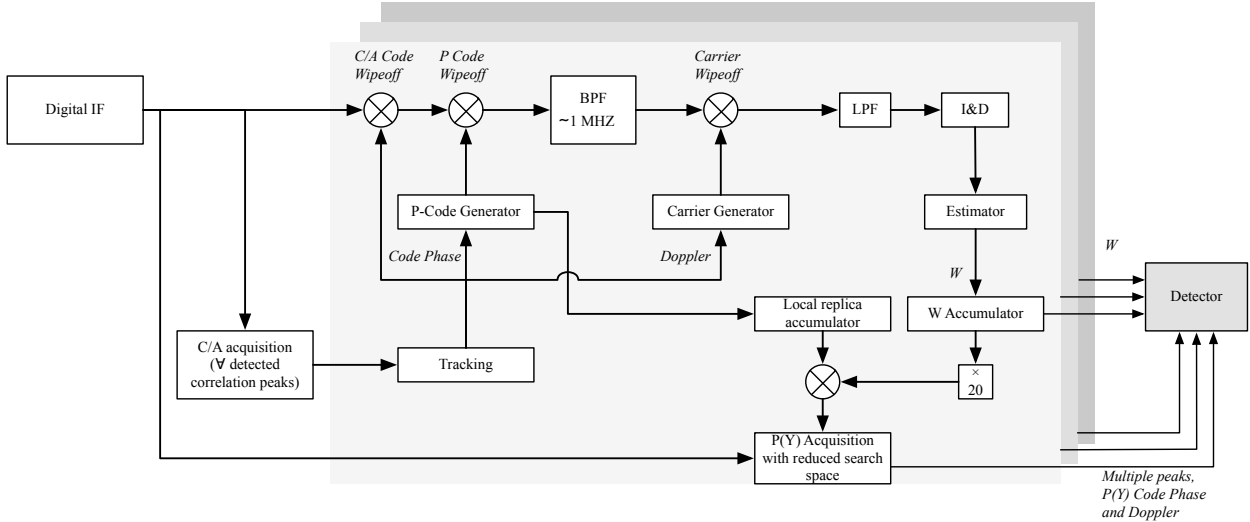 C/A Code
Wipeoff
P Code
Wipeoff
Carrier
Wipeoff
Digital IF
BPF
~1 MHZ
LPF
I&D
P-Code Generator
Carrier Generator
Estimator
Code Phase
Doppler
W
W
Local replica
accumulator
W Accumulator
Detector
C/A acquisition
(∀ detected
correlation peaks)
Tracking
×
20
P(Y) Acquisition
with reduced search
space
Multiple peaks,
P(Y) Code Phase
and Doppler